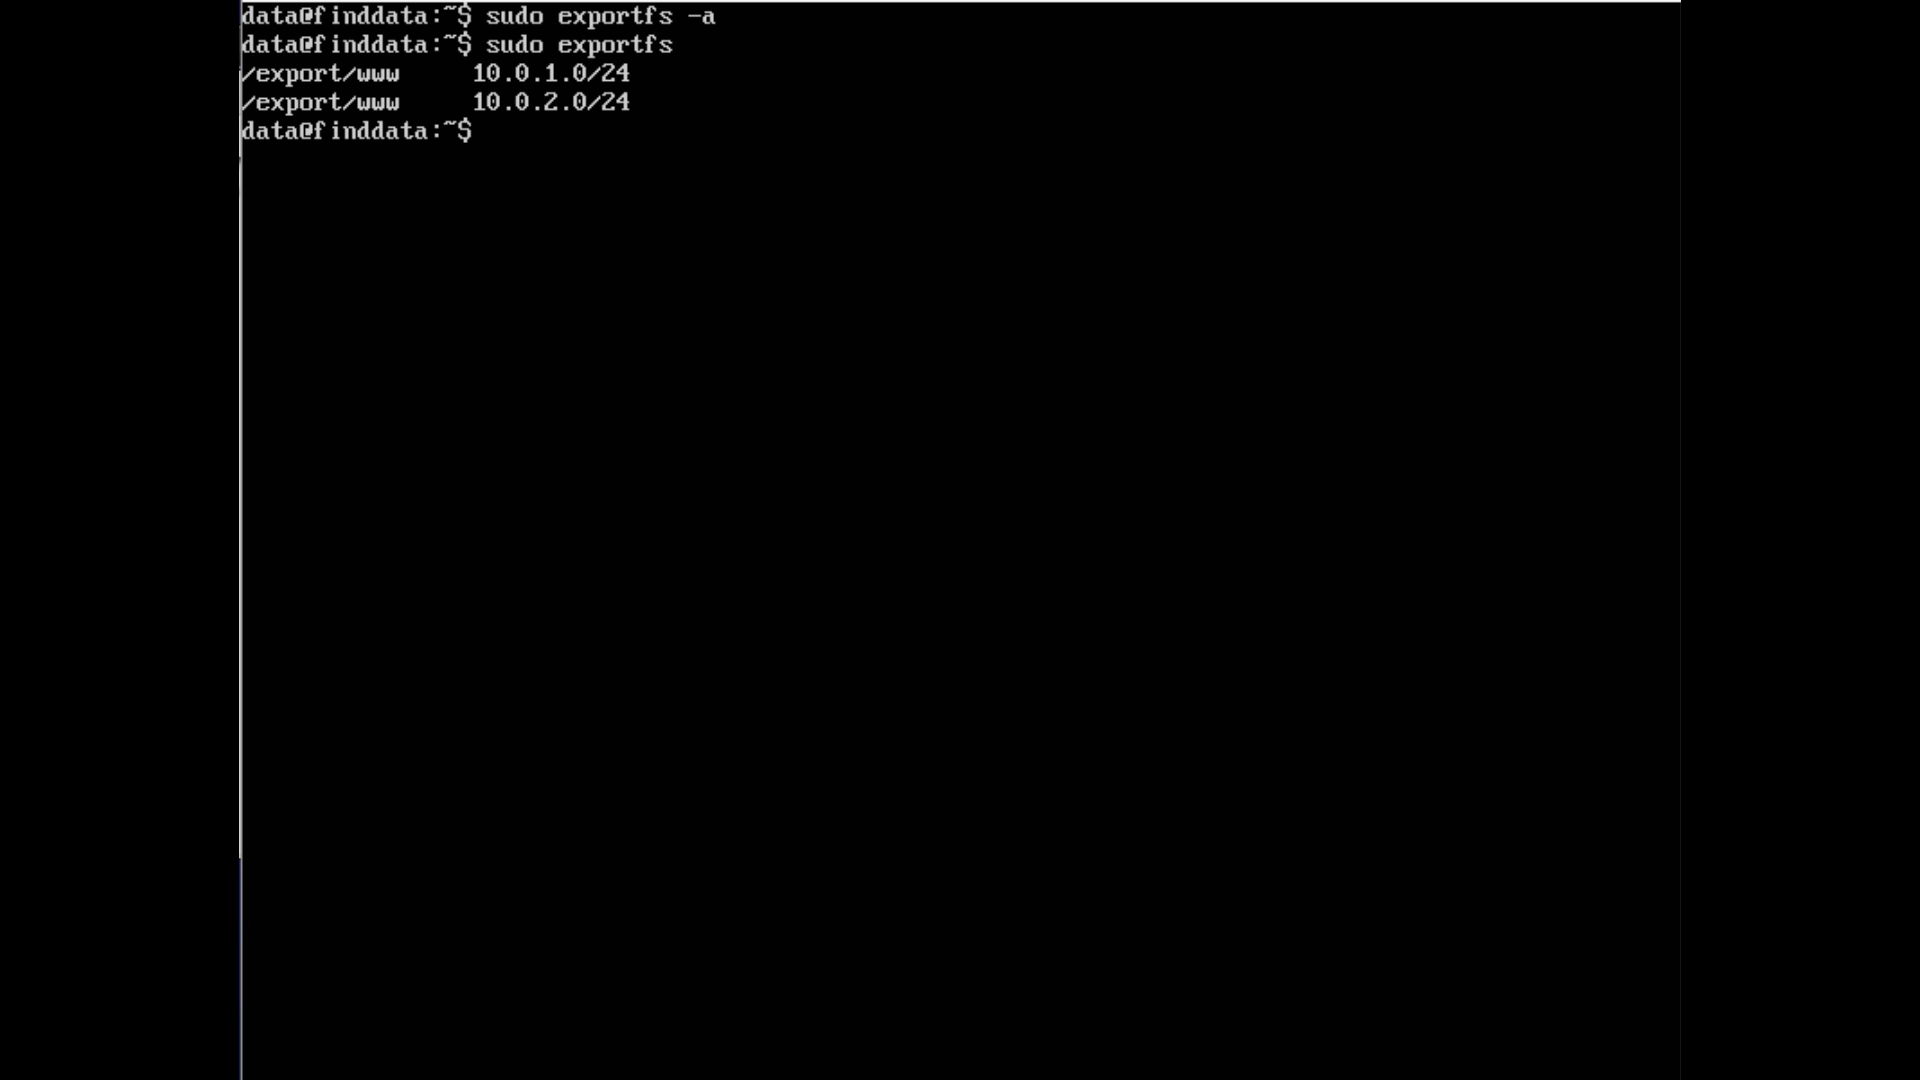 data@finddata:~$ sudo exportfs -a
data@finddata:~$ sudo exportfs
/export/www     10.0.1.0/24
/export/www     10.0.2.0/24
data@finddata:~$